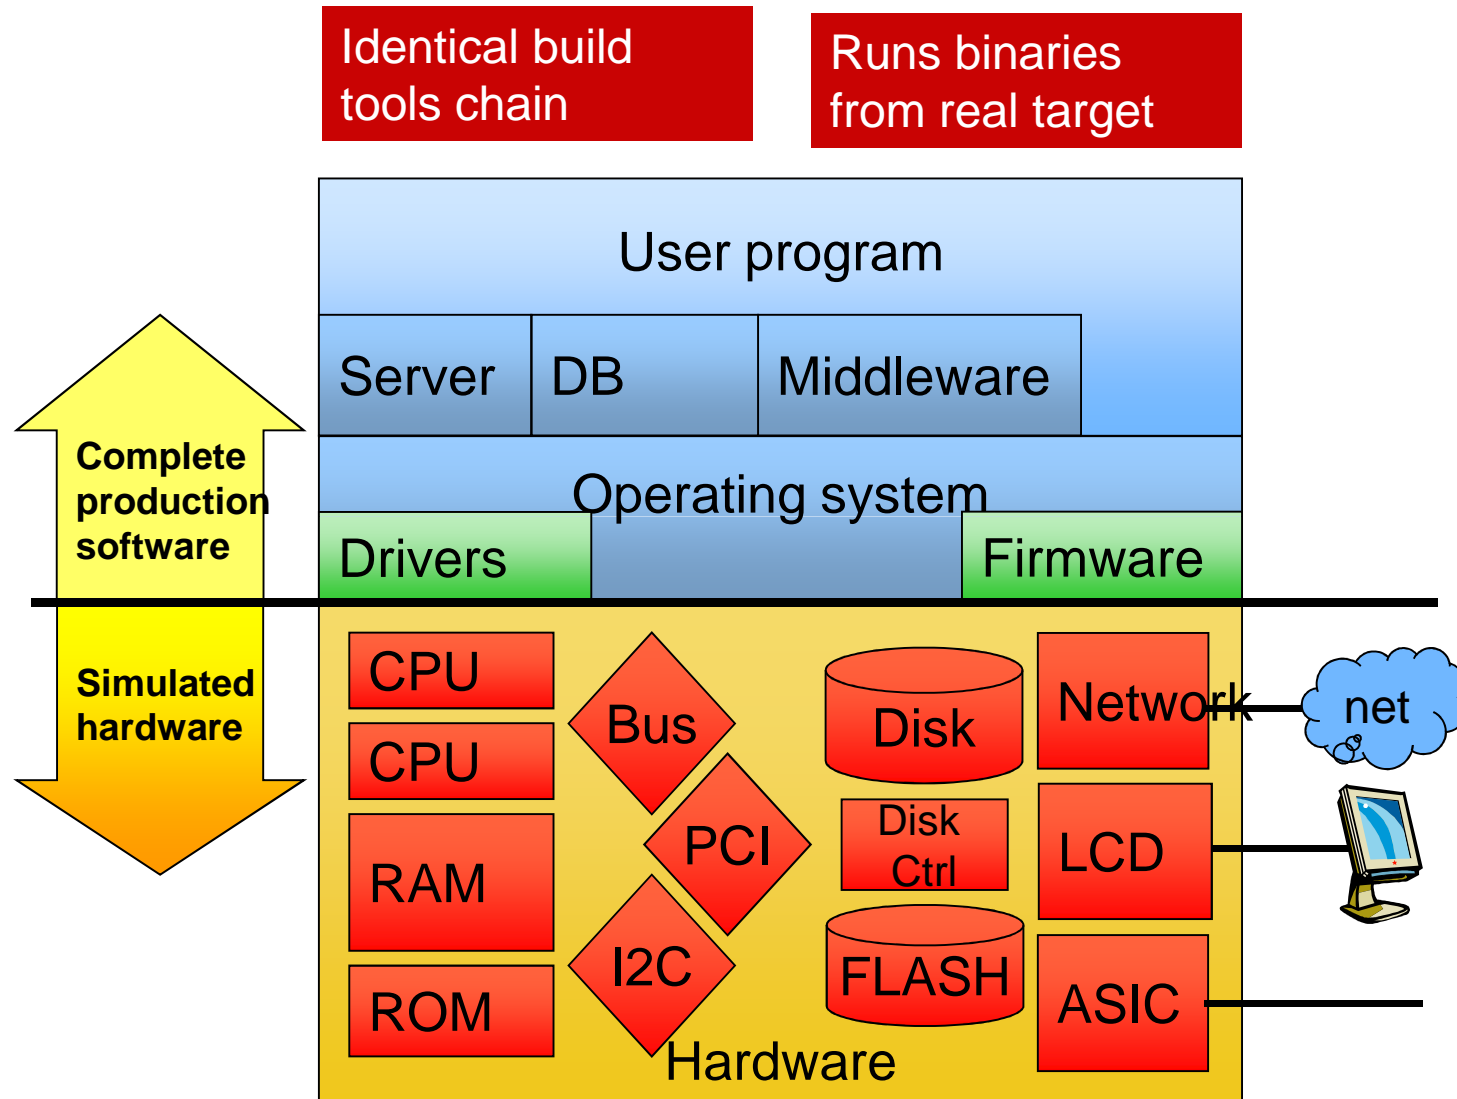 Identical build
tools chain
Runs binaries
from real target
User program
Server
DB
Middleware
Complete
production
software
Operating system
Drivers
Firmware
Simulated
hardware
CPU
CPU
RAM
ROM
Bus
PCI
I2C
Disk
Disk
Ctrl
FLASH
Network
LCD
ASIC
net
Hardware